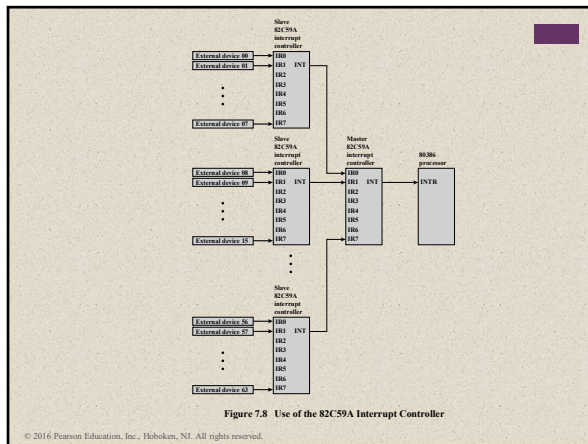 Slave
82C59A
interrupt
controller
External device 00
IR0
External device 01
IR1 INT
IR2
IR3
IR4
IR5
IR6
External device 07
IR7
Slave
82C59A
interrupt
controller
External device 08
IR0
External device 09
IR1 INT
IR2
IR3
IR4
IR5
IR6
External device 15
IR7
Master
82C59A
interrupt
controller
IR0
IR1 INT
IR2
IR3
IR4
IR5
IR6
IR7
80386
processor
INTR
Slave
82C59A
interrupt
controller
External device 56
IR0
External device 57
IR1 INT
IR2
IR3
IR4
IR5
IR6
External device 63
IR7
Figure 7.8 Use of the 82C59A Interrupt Controller
© 2016 Pearson Education, Inc., Hoboken, NJ. All rights reserved.